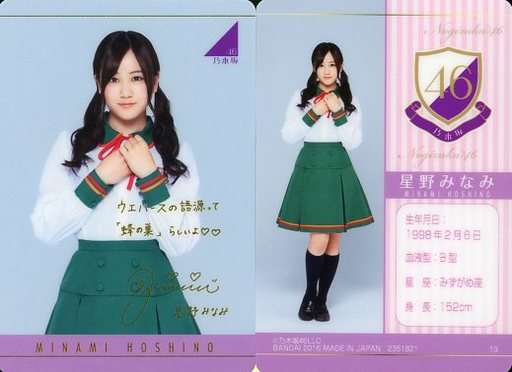 46
乃木坂
ウエハースの語源って
「蜂の巣」らしいよ♡♡
星野みなみ
MINAMI HOSHINO
Nogizaka46
46
乃木坂
Nogizaka46
星野みなみ
MINAMI HOSHINO
生年月日：
1998年2月6日
血液型：B型
星　座：みずがめ座
身　長：152cm
©乃木坂46LLC
BANDAI 2016 MADE IN JAPAN 2351821
13